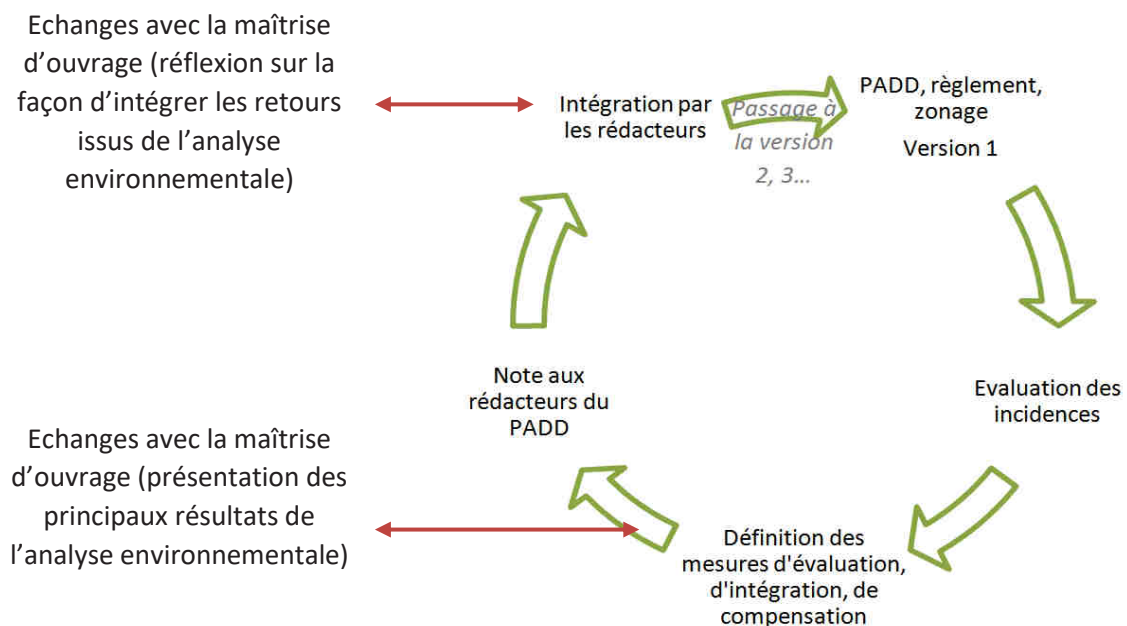 Echanges avec la maîtrise
d’ouvrage (réflexion sur la
façon d’intégrer les retours
issus de l’analyse
environnementale)
Intégration par
les rédacteurs
Passage à
la version
2, 3...
PADD, règlement,
zonage
Version 1
Evaluation des
incidences
Définition des
mesures d'évaluation,
d'intégration, de
compensation
Note aux
rédacteurs du
PADD
Echanges avec la maîtrise
d’ouvrage (présentation des
principaux résultats de
l’analyse environnementale)